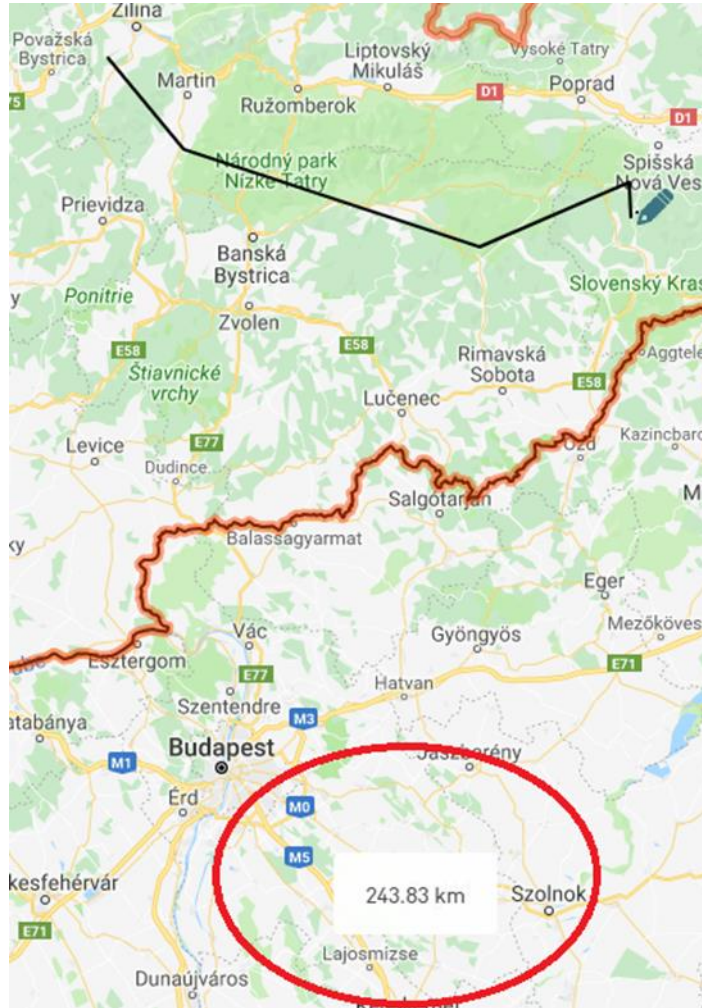 Žilina
Považská
Bystrica
Liptovský
Mikuláš
Vysoké Tatry
Martin
Ružomberok
D1
Poprad
D1
Národný park
Nízke Tatry
Spišská
Nová Ves
Prievidza
Banská
Bystrica
Ponitrie
Slovenský Kras
Zvolen
E58
E58
Štiavnické
vrchy
Rimavská
Sobota
E58
Aggtele
Lučenec
E77
Levice
Dudince
Kazincbarc
Ózd
Salgótarján
M
ky
Balassagyarmat
Eger
Vác
Gyöngyös
Mezőköves
Esztergom
E77
E71
Szentendre
Hatvan
M3
atabánya
Budapest
Jászberény
M1
Érd
M0
M5
kesfehérvár
243.83 km
Szolnok
E71
Lajosmizse
Dunaújváros